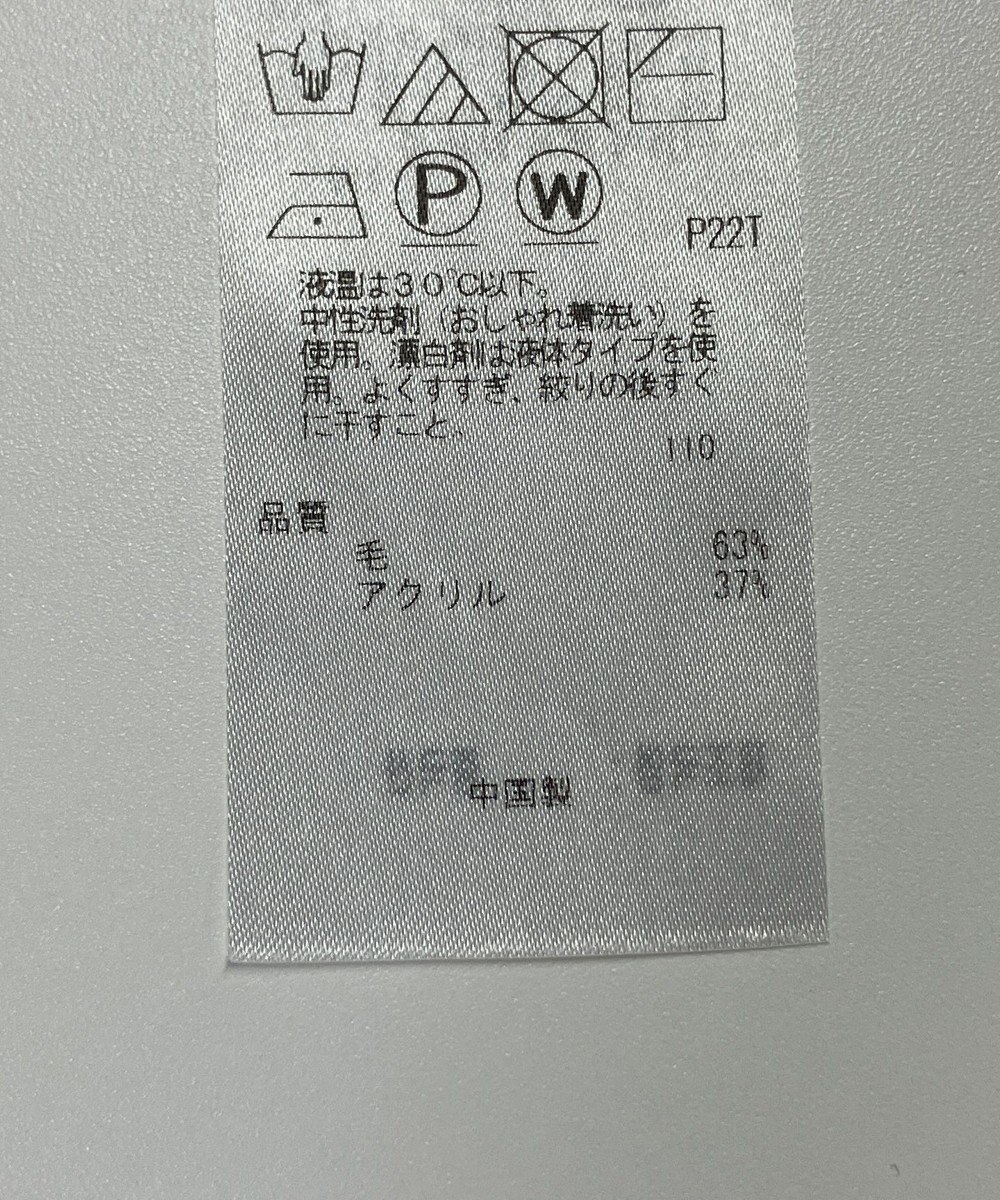 P W P22T
液温は30℃以下。
中性洗剤（おしゃれ着洗い）を
使用。漂白剤は液体タイプを使
用。よくすすぎ、絞りの後すぐ
に干すこと。
110
品質
毛 63%
アクリル 37%
中国製